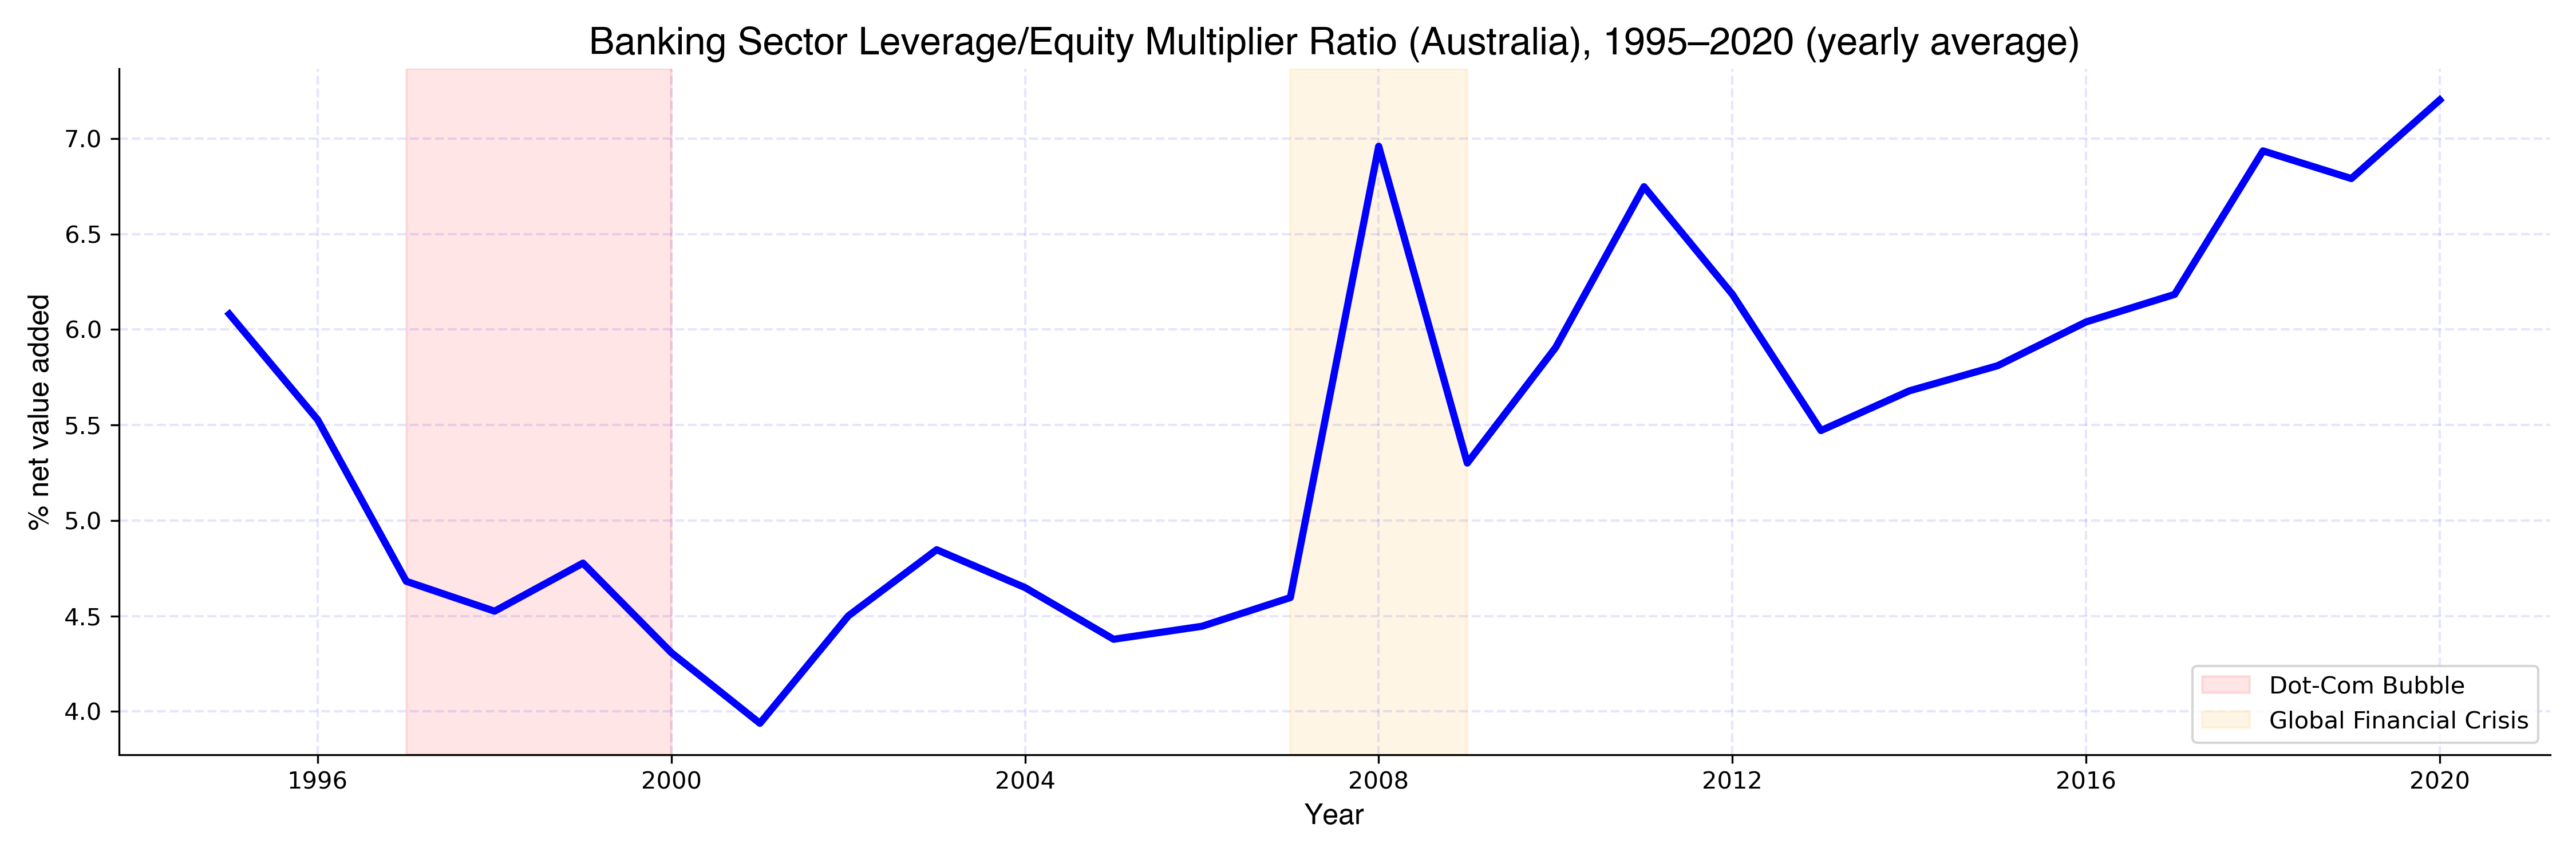 Banking Sector Leverage/Equity Multiplier Ratio (Australia), 1995–2020 (yearly average)
% net value added
7.0
6.5
6.0
5.5
5.0
4.5
4.0
Dot-Com Bubble
Global Financial Crisis
1996 2000 2004 2008 2012 2016 2020
Year